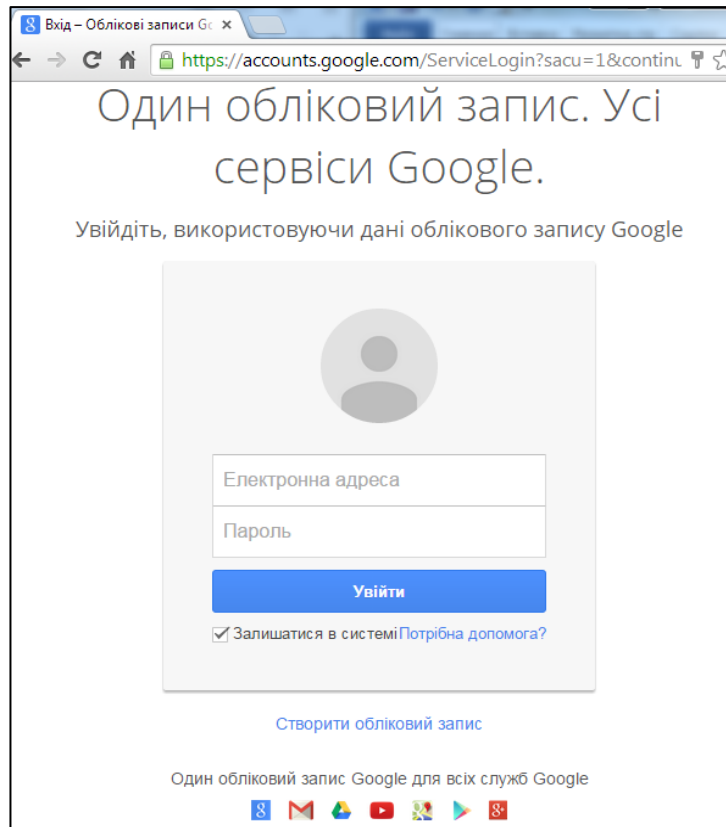 Вхід – Облікові записи Go
https://accounts.google.com/ServiceLogin?sacu=1&continu
Один обліковий запис. Усі
сервіси Google.
Увійдіть, використовуючи дані облікового запису Google
Електронна адреса
Пароль
Увійти
Залишатися в системі Потрібна допомога?
Створити обліковий запис
Один обліковий запис Google для всіх служб Google